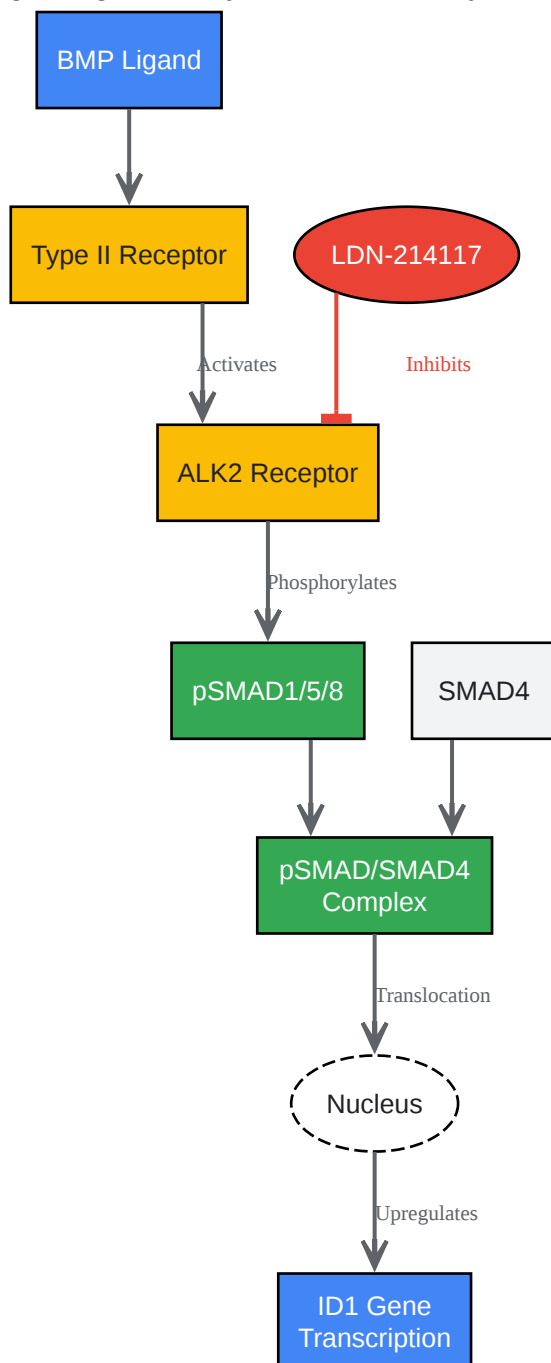 BMP Ligand
Type II Receptor
LDN-214117
Activates
Inhibits
ALK2 Receptor
Phosphorylates
pSMAD1/5/8
SMAD4
pSMAD/SMAD4
Complex
Translocation
Nucleus
Upregulates
ID1 Gene
Transcription